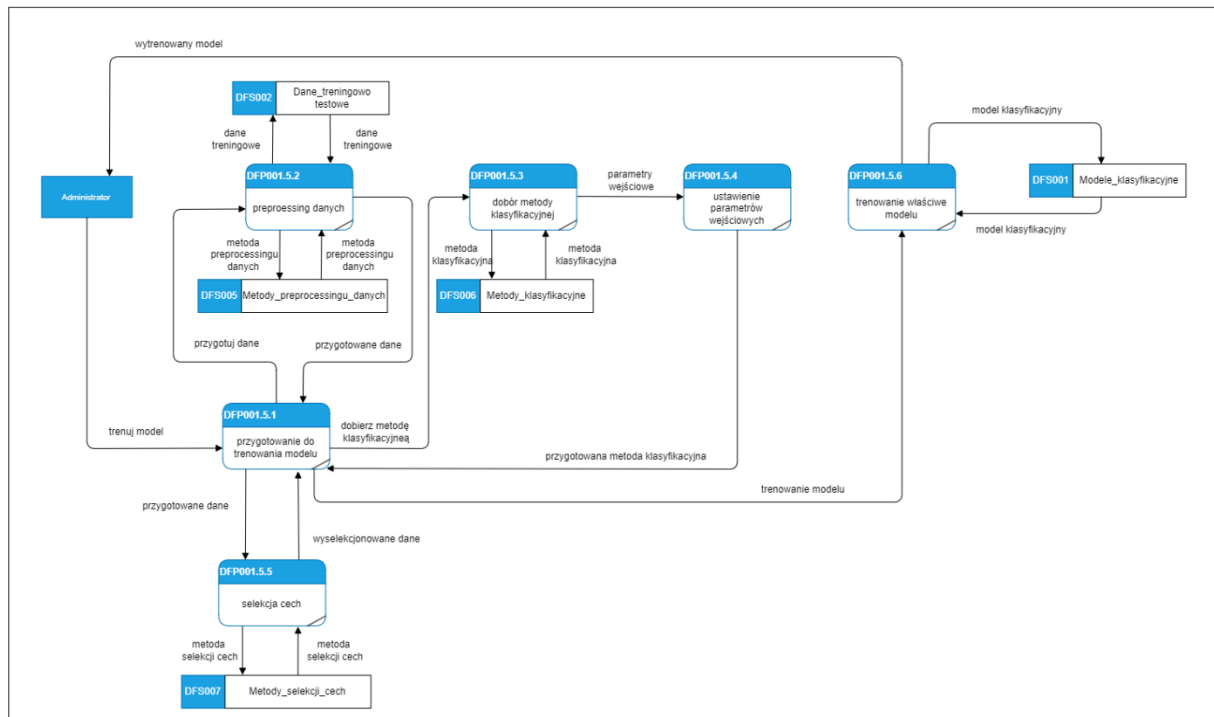 wytrenowany model
DFS002
Dane_treningowo
testowe
model klasyfikacyjny
dane
treningowe
dane
treningowe
DFP001.5.2
DFP001.5.3
parametry
wejściowe
DFP001.5.4
DFP001.5.6
DFS001
Modele_klasyfikacyjne
Administrator
preproessing danych
dobór metody
klasyfikacyjnej
ustawienie
parametrów
wejściowych
trenowanie właściwe
modelu
model klasyfikacyjny
metoda
preprocessingu
danych
metoda
preprocessingu
danych
metoda
klasyfikacyjna
metoda
klasyfikacyjna
DFS005
Metody_preprocessingu_danych
DFS006
Metody_klasyfikacyjne
przygotuj dane
przygotowane dane
DFP001.5.1
trenuj model
przygotowanie do
trenowania modelu
dobierz metodę
klasyfikacyjneą
przygotowana metoda klasyfikacyjna
trenowanie modelu
przygotowane dane
wyselekcjonowane dane
DFP001.5.5
selekcja cech
metoda
selekcji cech
metoda
selekcji cech
DFS007
Metody_selekcji_cech